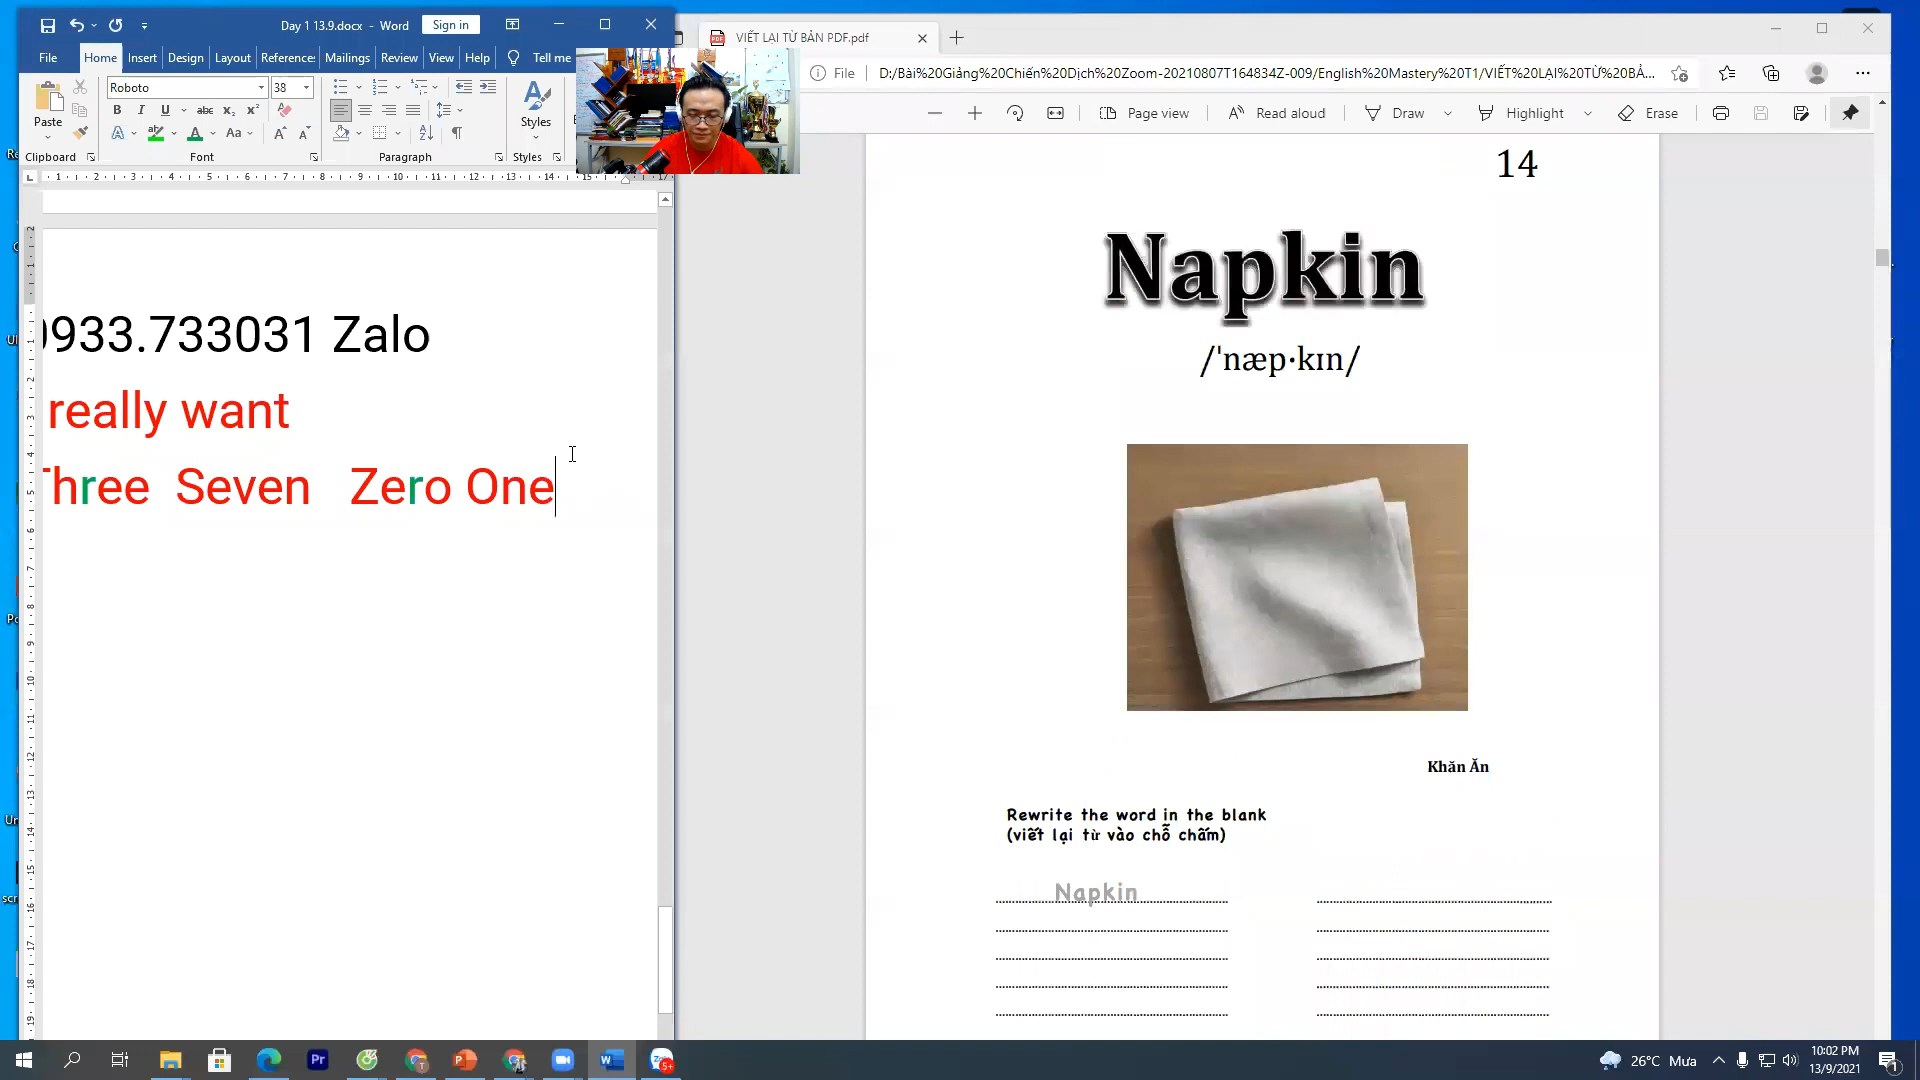 Day 1 13.9.docx - Word
Sign in
File Home Insert Design Layout Reference: Mailings Review View Help Tell me
Roboto 38
Paste
Styles
Clipboard Font Paragraph Styles
0933.733031 Zalo
really want
Three Seven Zero One
VIẾT LẠI TỪ BẢN PDF.pdf
File D:/Bài%20Giảng%20Chiến%20Dịch%20Zoom-20210807T164834Z-009/English%20Mastery%20T1/VIẾT%20LẠI%20TỪ%20BẢ...
Page view Read aloud Draw Highlight Erase
14
Napkin
/ˈnæp·kɪn/
Khăn Ăn
Rewrite the word in the blank
(viết lại từ vào chỗ chấm)
Napkin
26°C Mưa
10:02 PM
13/9/2021